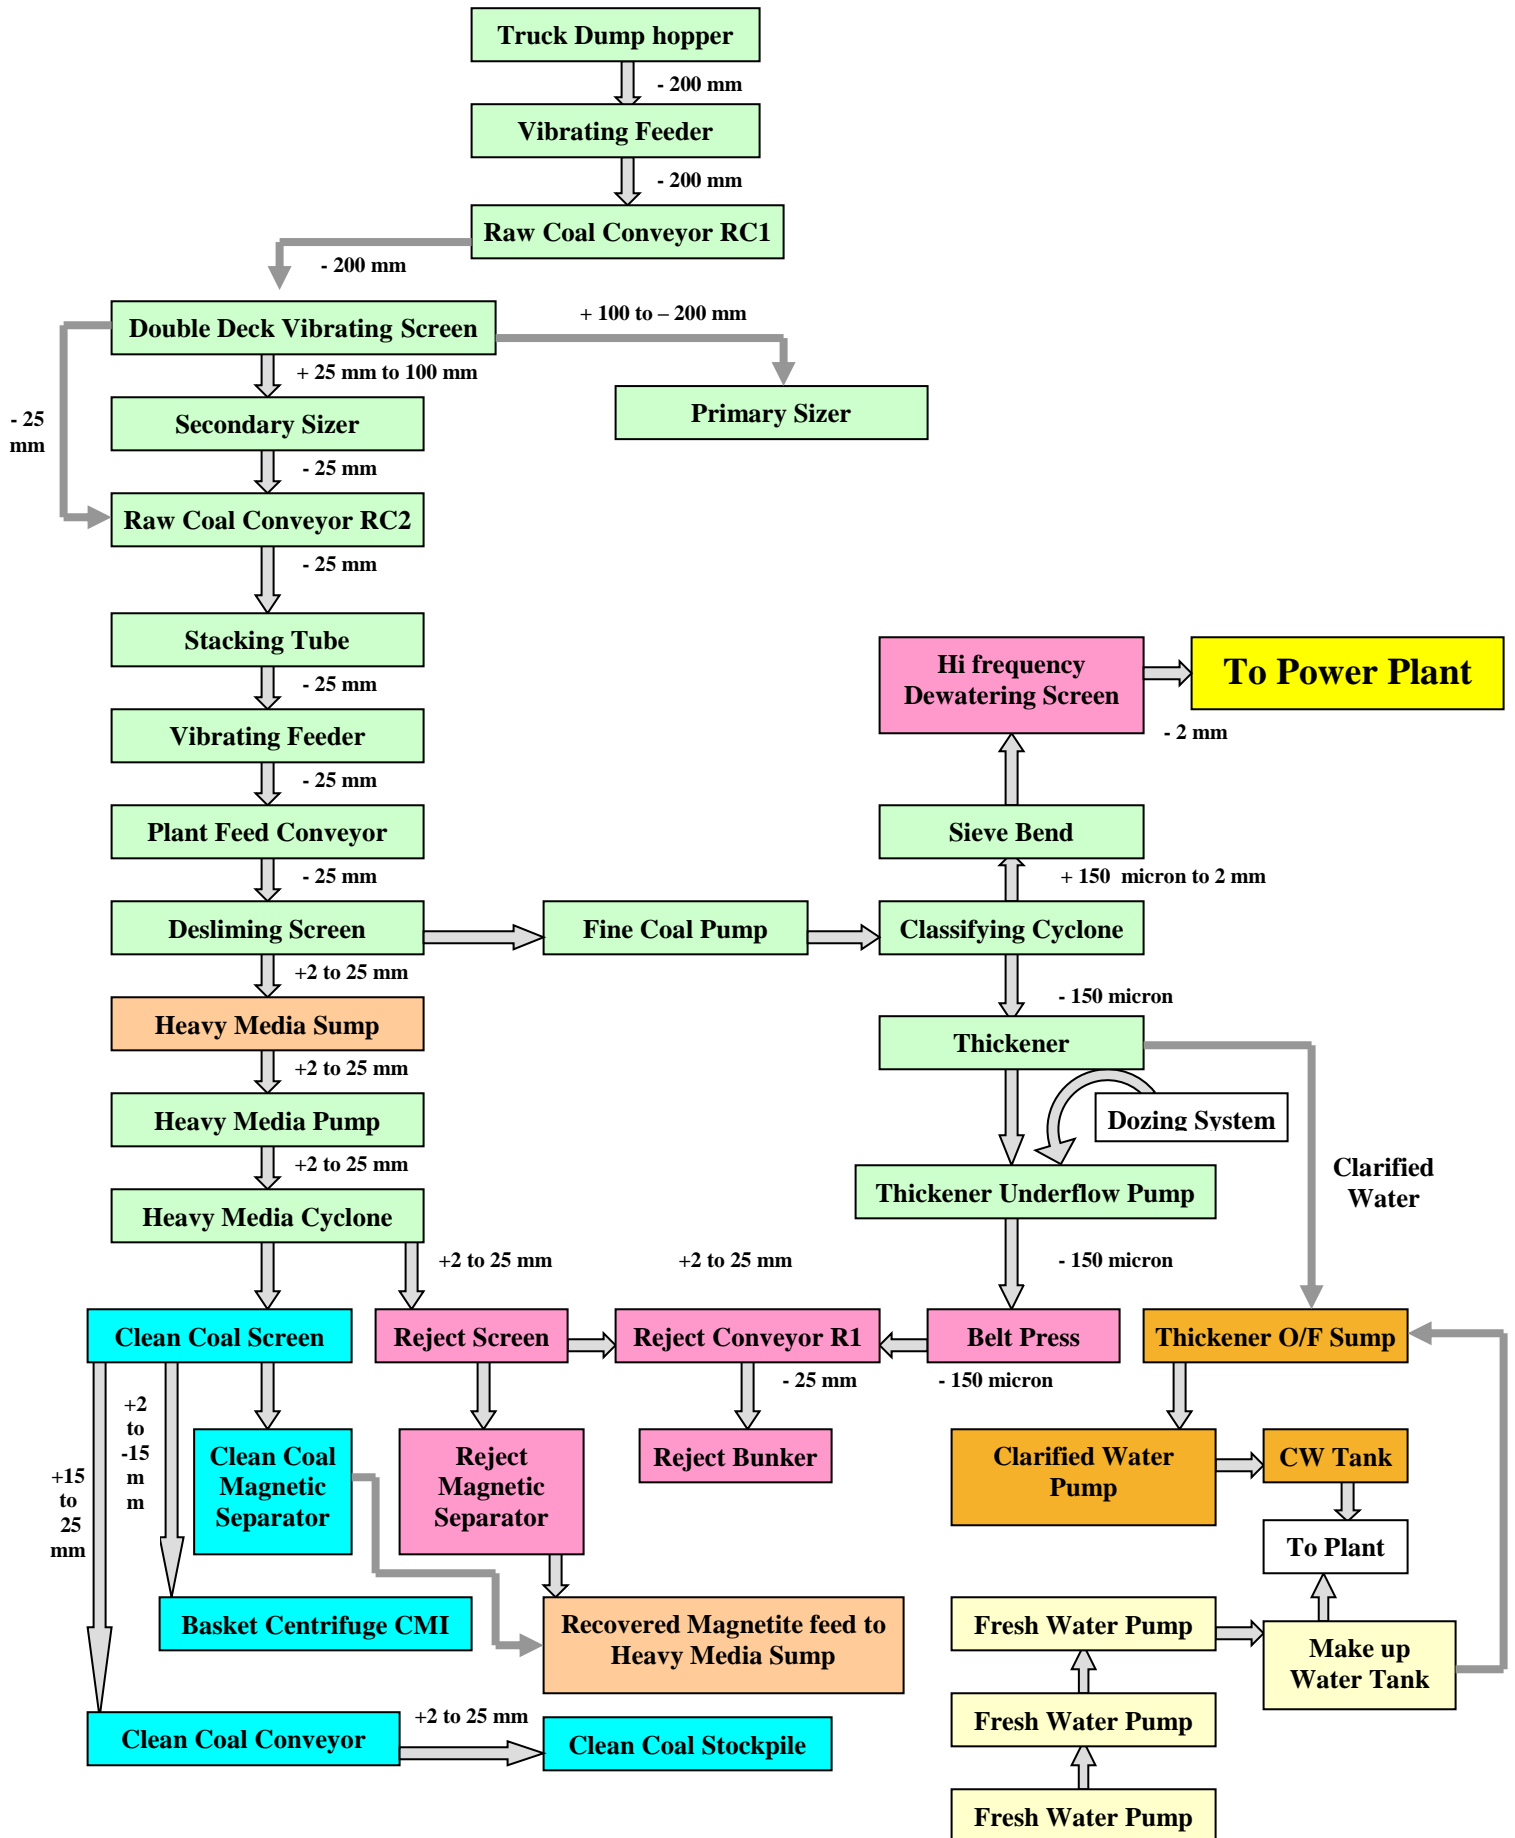 Truck Dump hopper
- 200 mm
Vibrating Feeder
- 200 mm
Raw Coal Conveyor RC1
- 200 mm
Double Deck Vibrating Screen
+ 100 to – 200 mm
+ 25 mm to 100 mm
Primary Sizer
- 25
mm
Secondary Sizer
- 25 mm
Raw Coal Conveyor RC2
- 25 mm
Stacking Tube
- 25 mm
Hi frequency
Dewatering Screen
To Power Plant
- 2 mm
Vibrating Feeder
- 25 mm
Plant Feed Conveyor
- 25 mm
Sieve Bend
+ 150 micron to 2 mm
Desliming Screen
Fine Coal Pump
Classifying Cyclone
+2 to 25 mm
- 150 micron
Heavy Media Sump
+2 to 25 mm
Thickener
Heavy Media Pump
+2 to 25 mm
Dozing System
Clarified
Water
Heavy Media Cyclone
Thickener Underflow Pump
+2 to 25 mm
+2 to 25 mm
- 150 micron
Clean Coal Screen
Reject Screen
Reject Conveyor R1
Belt Press
Thickener O/F Sump
- 25 mm
- 150 micron
+2
to
-15
m
m
+15
to
25
mm
Clean Coal
Magnetic
Separator
Reject
Magnetic
Separator
Reject Bunker
Clarified Water
Pump
CW Tank
To Plant
Basket Centrifuge CMI
Recovered Magnetite feed to
Heavy Media Sump
Fresh Water Pump
Make up
Water Tank
Clean Coal Conveyor
+2 to 25 mm
Clean Coal Stockpile
Fresh Water Pump
Fresh Water Pump